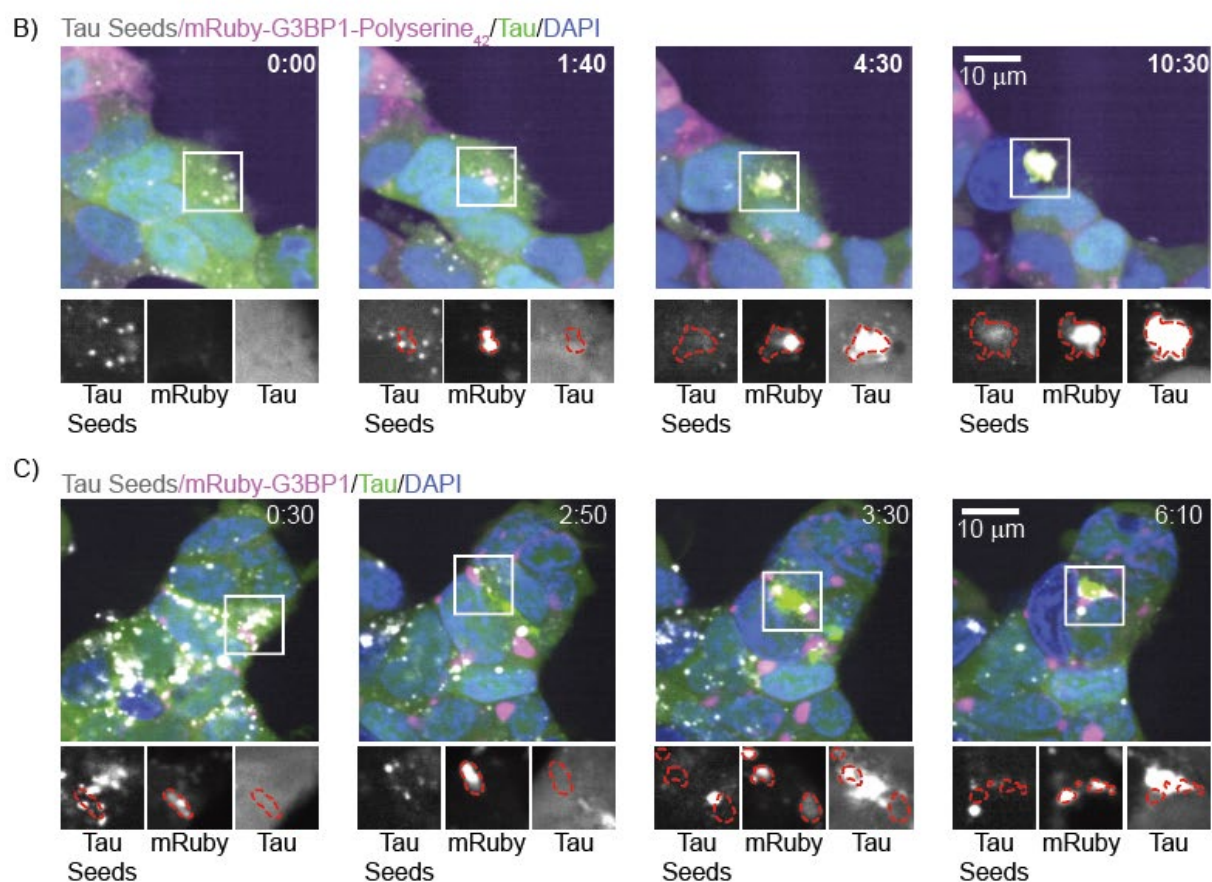 B)
Tau Seeds/mRuby-G3BP1-Polyserine42/Tau/DAPI
0:00 1:40 4:30 10:30
10 µm
Tau Seeds mRuby Tau Tau Seeds mRuby Tau Tau Seeds mRuby Tau Tau Seeds mRuby Tau
C)
Tau Seeds/mRuby-G3BP1/Tau/DAPI
0:30 2:50 3:30 6:10
10 µm
Tau Seeds mRuby Tau Tau Seeds mRuby Tau Tau Seeds mRuby Tau Tau Seeds mRuby Tau